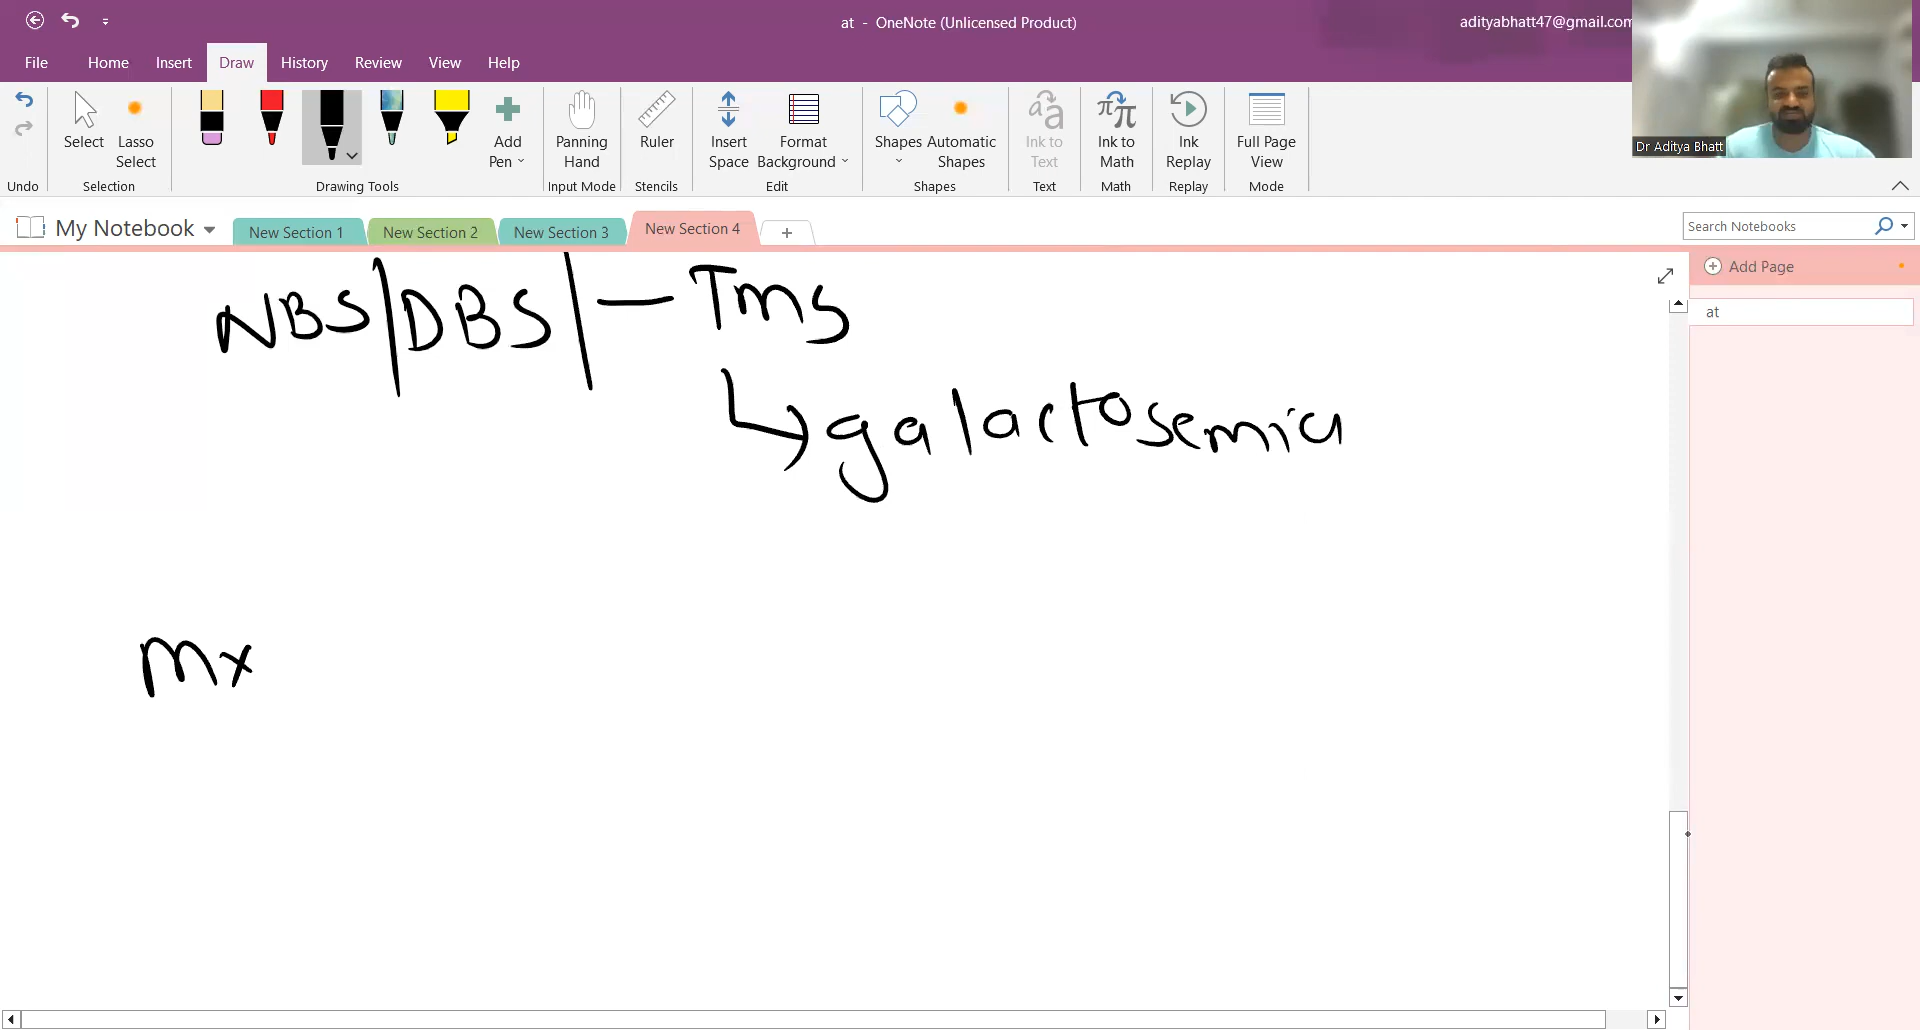 at - OneNote (Unlicensed Product)
adityabhatt47@gmail.com
File Home Insert Draw History Review View Help
Select
Lasso Select
Add Pen
Panning Hand
Ruler
Insert Space
Format Background
Shapes
Automatic Shapes
Ink to Text
Ink to Math
Ink Replay
Full Page View
Undo Selection Drawing Tools Input Mode Stencils Edit Shapes Text Math Replay Mode
Dr Aditya Bhatt
My Notebook New Section 1 New Section 2 New Section 3 New Section 4 +
Search Notebooks
Add Page
at
NBS|DBS| — Tms
↳ galactosemia
Mx